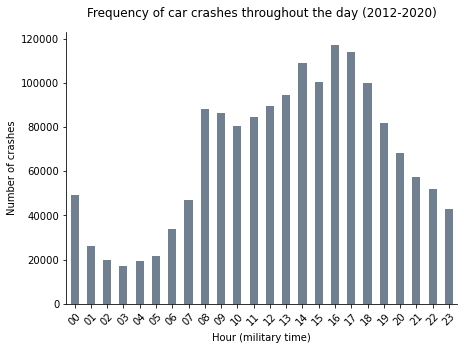 Frequency of car crashes throughout the day (2012-2020)
120000
100000
80000
60000
40000
20000
0
Number of crashes
00 01 02 03 04 05 06 07 08 09 10 11 12 13 14 15 16 17 18 19 20 21 22 23
Hour (military time)